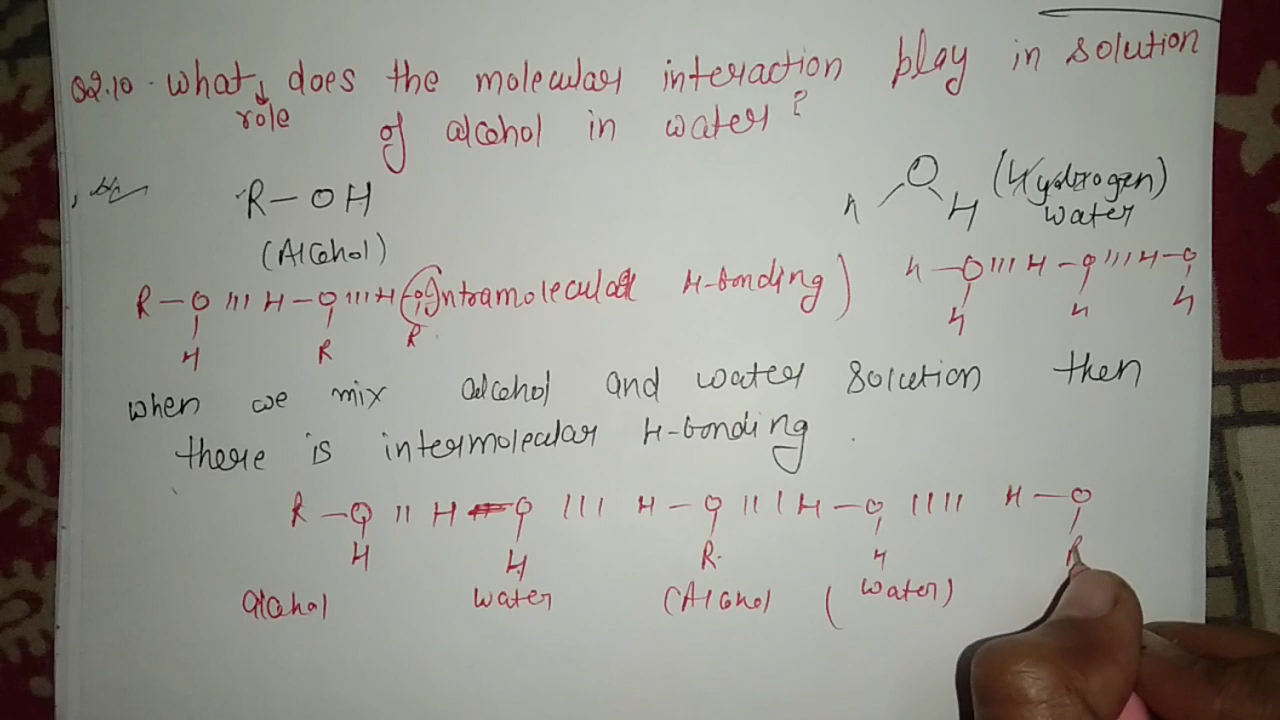 Q2.10. what does the molecular interaction play in solution
role
of alcohol in water?
R-OH
(Alcohol)
O
H H
(Hydrogen)
water
R-O ||| H-O |||H-O (Intramolecular H-bonding)
H R R
H-O ||| H-O |||H-O
H H H
when we mix alcohol and water solution then
there is intermolecular H-bonding
R-O || H-O ||| H-O |||H-O |||| H-O
H H R H R
alcohol water (Alcohol (water)